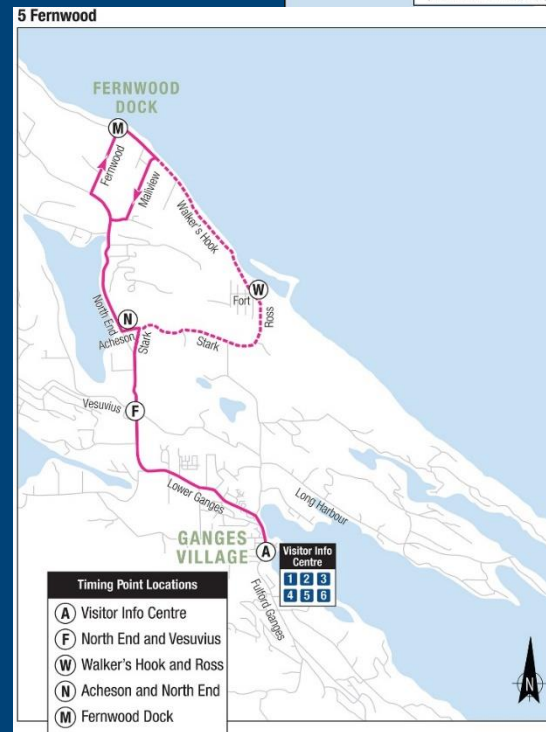 5 Fernwood
FERNWOOD
DOCK
M
Fernwood
Mallview
Walker's Hook
W
Fort
Ross
N
North End
Acheson
Stark
Stark
Vesuvius
F
Lower Ganges
Long Harbour
GANGES
VILLAGE
A
Visitor Info
Centre
1 2 3
4 5 6
Fulford Ganges
Timing Point Locations
A Visitor Info Centre
F North End and Vesuvius
W Walker's Hook and Ross
N Acheson and North End
M Fernwood Dock
N